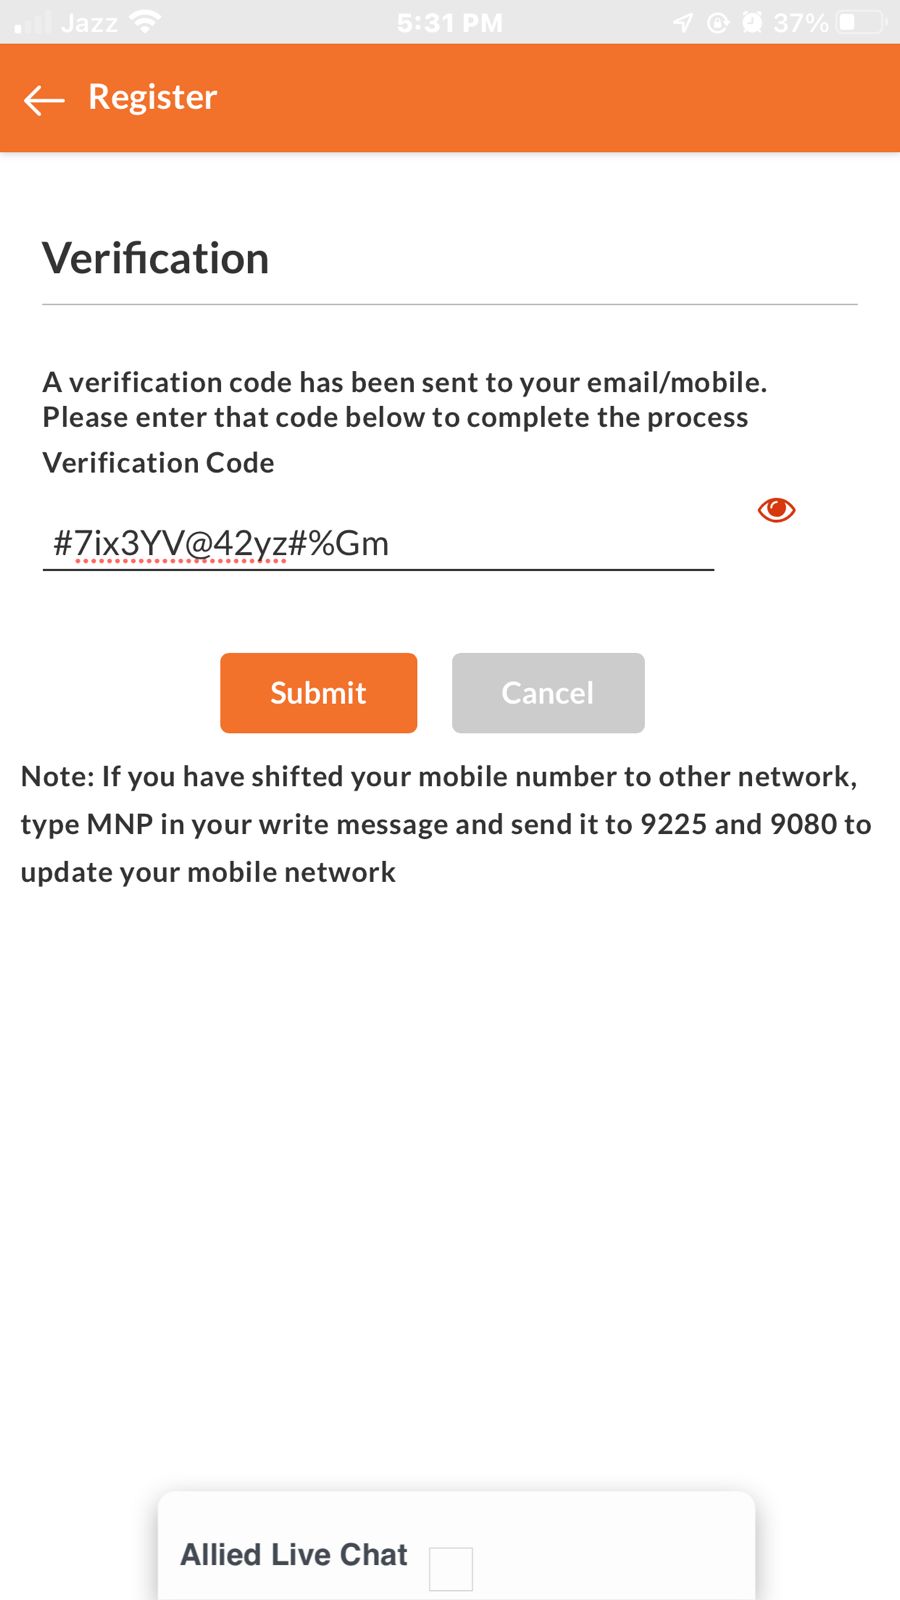 Jazz 5:31 PM 37%
Register
Verification
A verification code has been sent to your email/mobile.
Please enter that code below to complete the process
Verification Code
#7ix3YV@42yz#%Gm
Submit Cancel
Note: If you have shifted your mobile number to other network,
type MNP in your write message and send it to 9225 and 9080 to
update your mobile network
Allied Live Chat